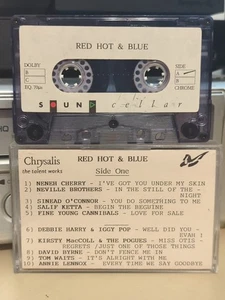 RED HOT & BLUE
DOLBY
B
C
EQ 70us
SIDE
A
B
CHROME
SOUND cellar
Chrysalis
the talent works
RED HOT & BLUE
Side One
1) NENEH CHERRY - I'VE GOT YOU UNDER MY SKIN
2) NEVILLE BROTHERS - IN THE STILL OF THE
NIGHT
3) SINEAD O'CONNOR - YOU DO SOMETHING TO ME
4) SALIF KETTA - BEGIN THE BEGUINE
5) FINE YOUNG CANNIBALS - LOVE FOR SALE
6) DEBBIE HARRY & IGGY POP - WELL DID YOU
EVAH !
7) KIRSTY MacCOLL & THE POGUES - MISS OTIS
REGRETS /JUST ONE OF THOSE THINGS
8) DAVID BYRNE - DON'T FENCE ME IN
9) TOM WAITS - IT'S ALRIGHT WITH ME
10) ANNIE LENNOX - EVERY TIME WE SAY GOODBYE